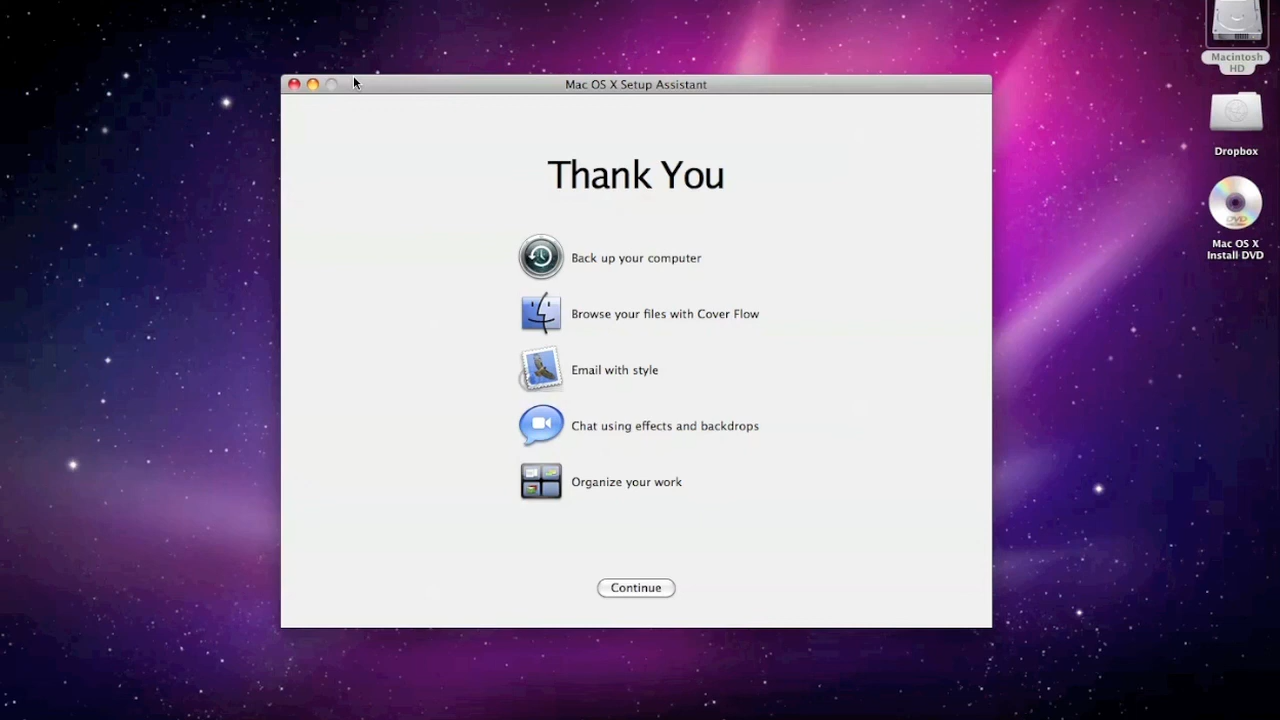 Mac OS X Setup Assistant
Thank You
Back up your computer
Browse your files with Cover Flow
Email with style
Chat using effects and backdrops
Organize your work
Continue
Macintosh
HD
Dropbox
DVD
Mac OS X
Install DVD